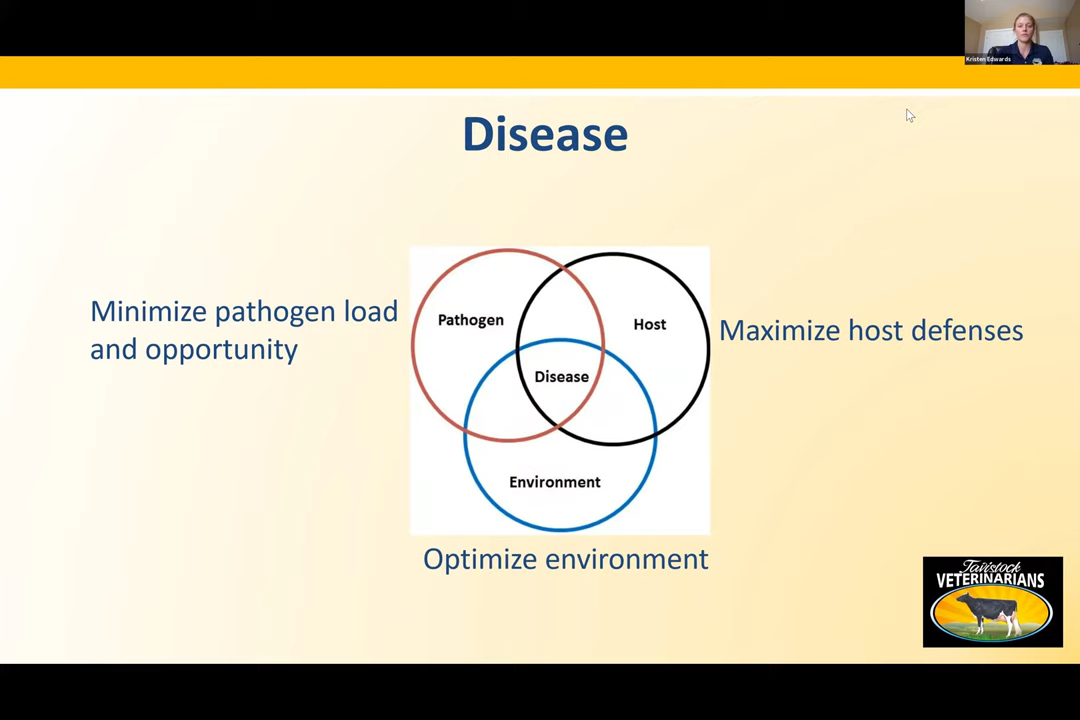 Kristen Edwards
Disease
Minimize pathogen load
and opportunity
Pathogen
Host
Disease
Environment
Maximize host defenses
Optimize environment
Tavistock
VETERINARIANS